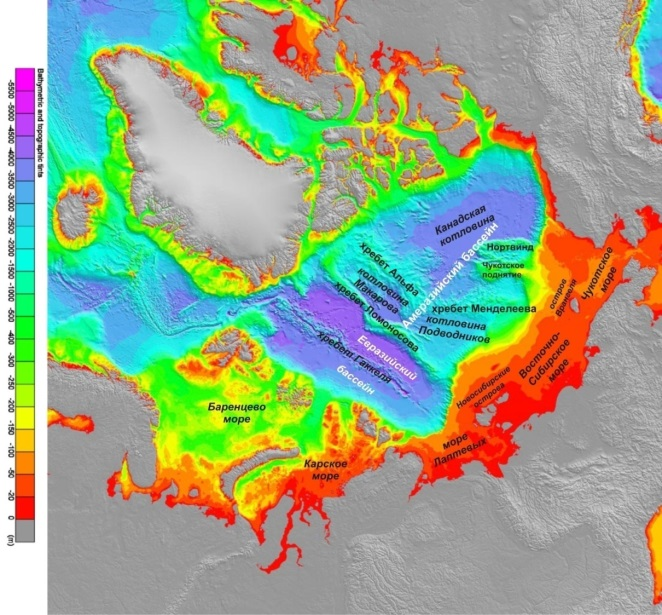 Bathymetric and topographic tints
-5500
-5000
-4500
-4000
-3500
-3000
-2500
-2000
-1500
-1000
-500
-400
-300
-250
-200
-150
-100
-50
-20
0
(m)
Канадская
котловина
Амеразийский бассейн
Нортвинд
Чукотское
поднятие
хребет Альфа
котловина
Макарова
хребет Ломоносова
хребет Менделеева
котловина
Подводников
Евразийский
бассейн
хребет Гаккеля
остров
Врангеля
Чукотское
море
Восточно-
Сибирское
море
Новосибирские
острова
море
Лаптевых
Карское
море
Баренцево
море